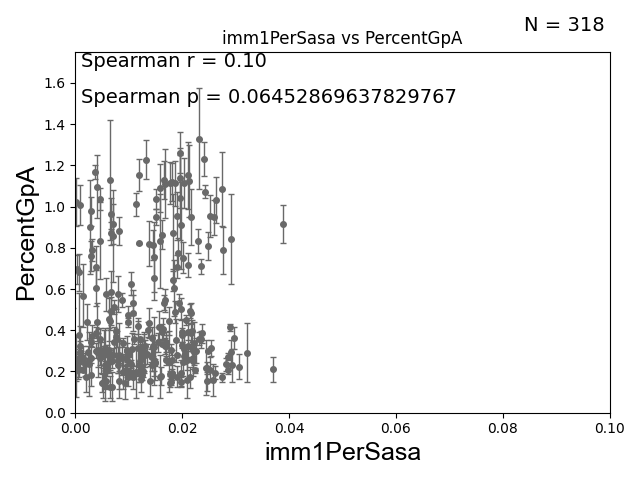 N = 318
imm1PerSasa vs PercentGpA
Spearman r = 0.10
Spearman p = 0.06452869637829767
1.6
1.4
1.2
1.0
0.8
0.6
0.4
0.2
0.0
PercentGpA
0.00 0.02 0.04 0.06 0.08 0.10
imm1PerSasa